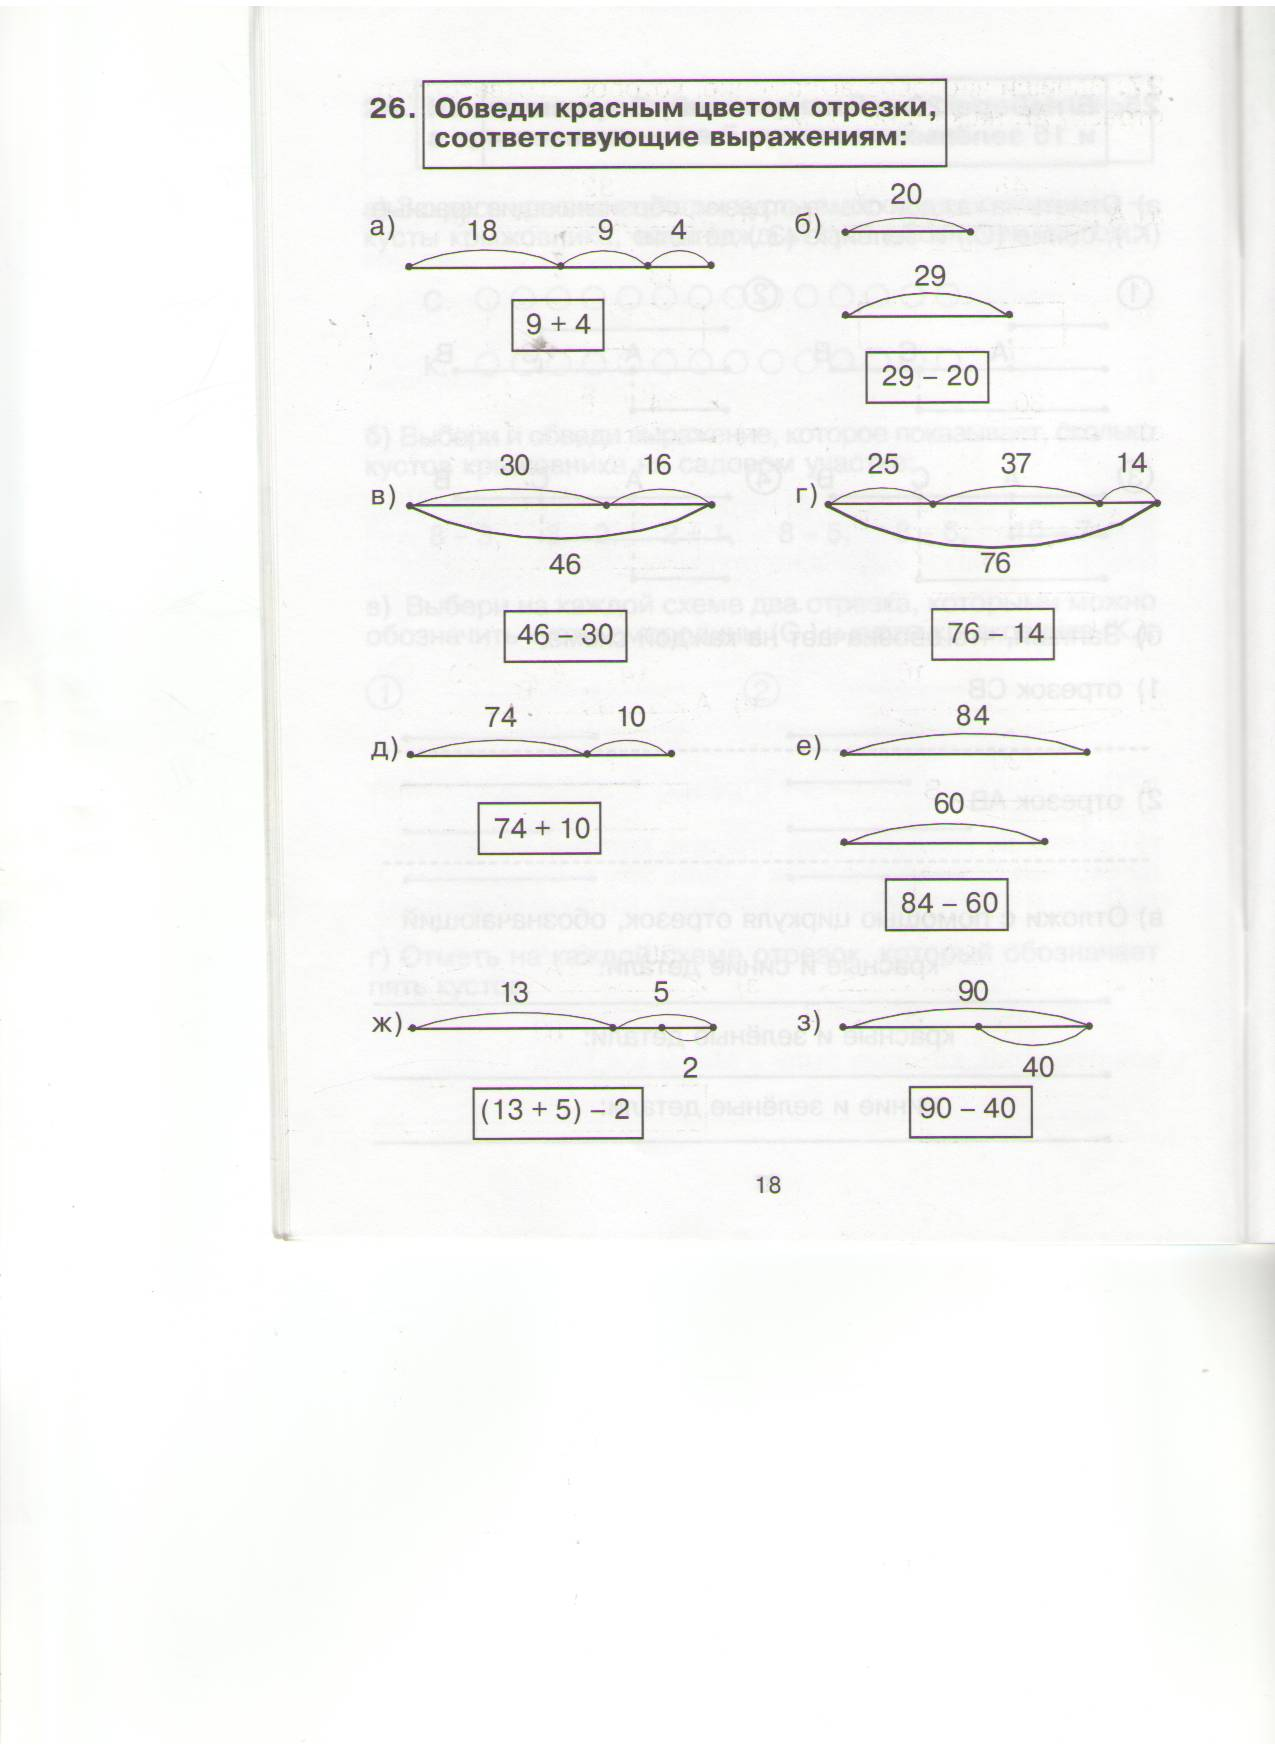 26. Обведи красным цветом отрезки,
соответствующие выражениям:
а) 18 9 4
9 + 4
б) 20
29
29 – 20
в) 30 16
46
46 – 30
г) 25 37 14
76
76 – 14
д) 74 10
74 + 10
е) 84
60
84 – 60
ж) 13 5
2
(13 + 5) – 2
з) 90
40
90 – 40
18